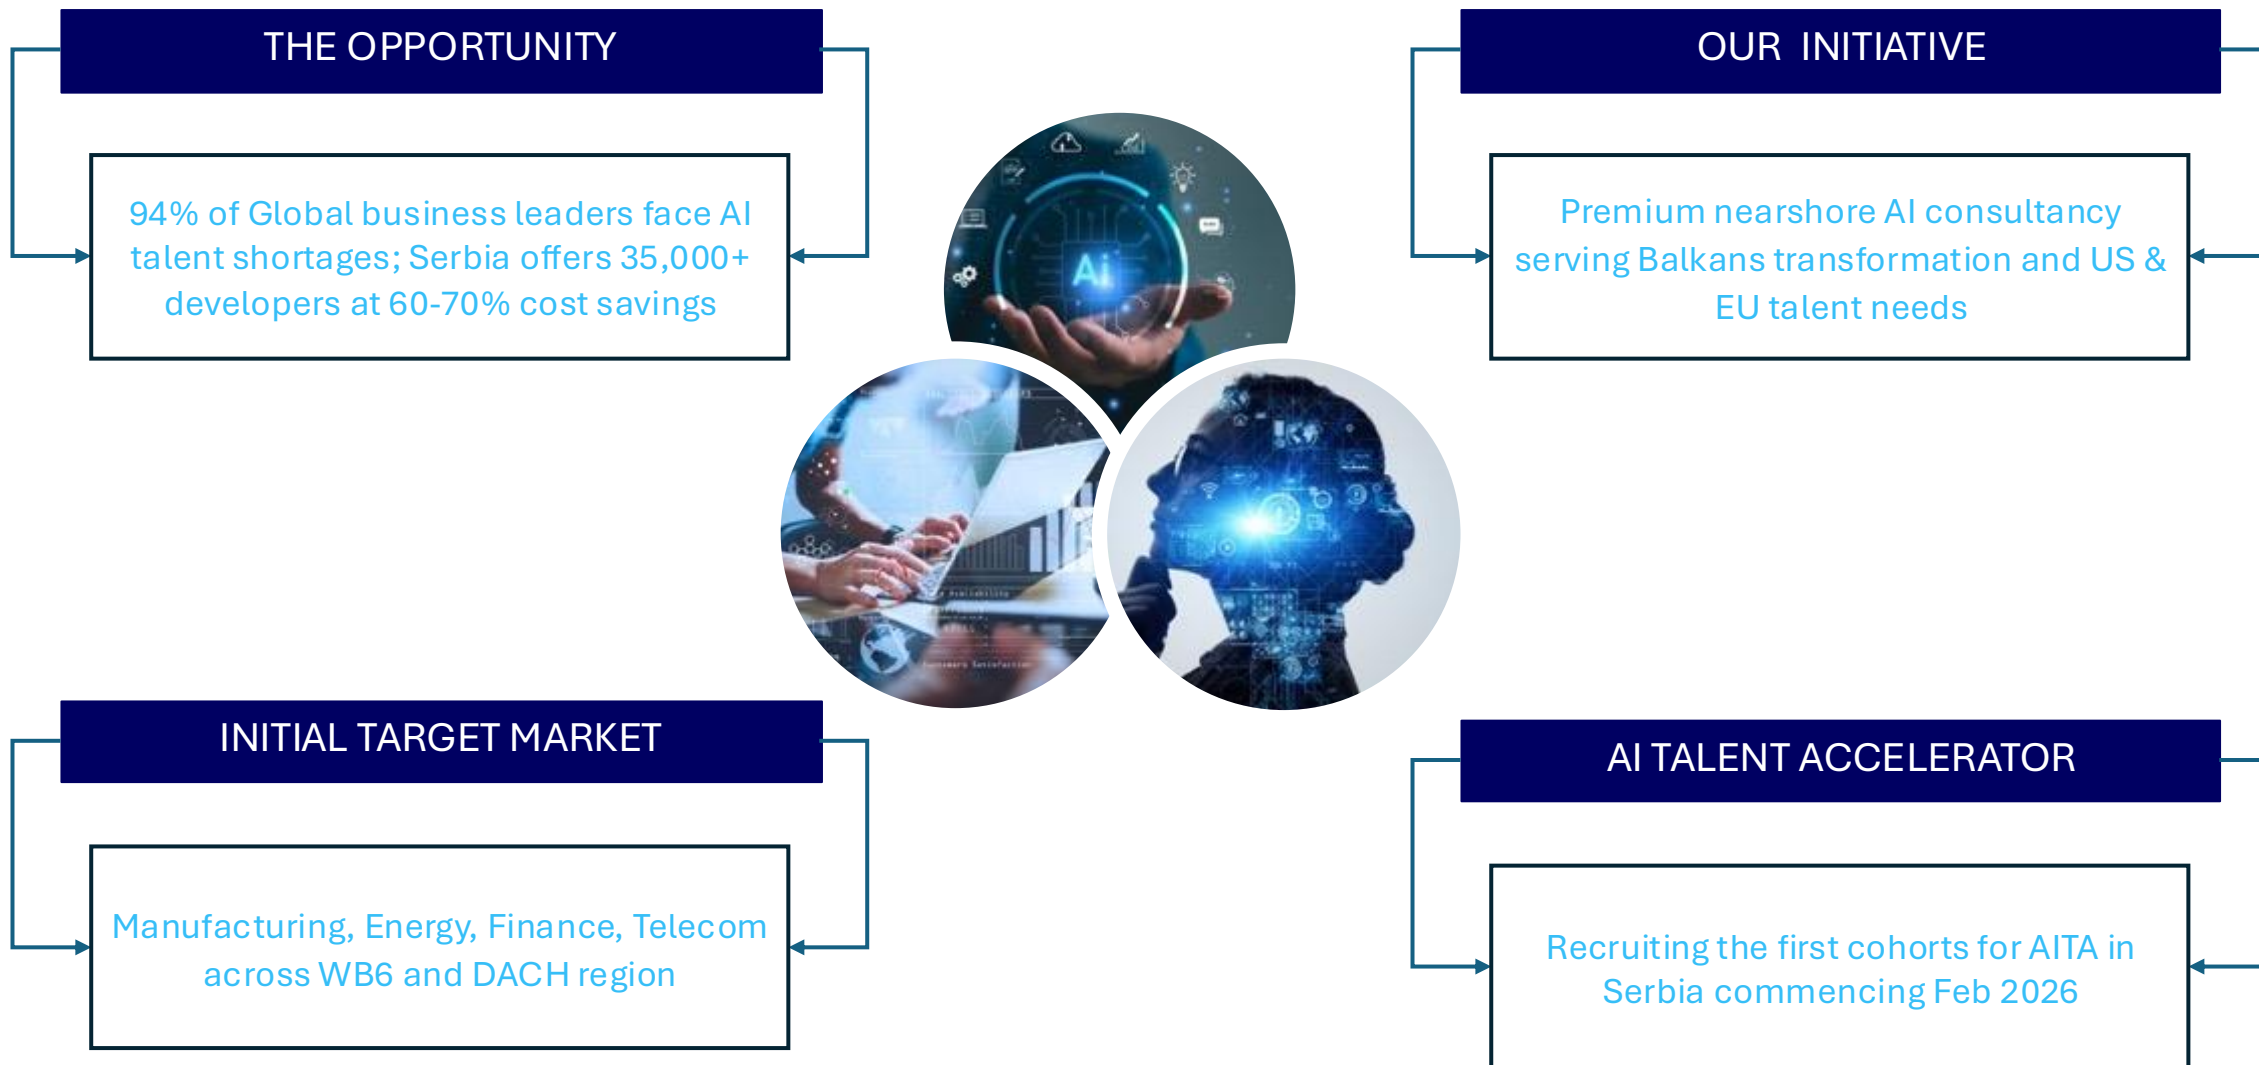 THE OPPORTUNITY
94% of Global business leaders face AI
talent shortages; Serbia offers 35,000+
developers at 60-70% cost savings
OUR INITIATIVE
Premium nearshore AI consultancy
serving Balkans transformation and US &
EU talent needs
Ai
Customers Satisfaction
INITIAL TARGET MARKET
Manufacturing, Energy, Finance, Telecom
across WB6 and DACH region
AI TALENT ACCELERATOR
Recruiting the first cohorts for AITA in
Serbia commencing Feb 2026